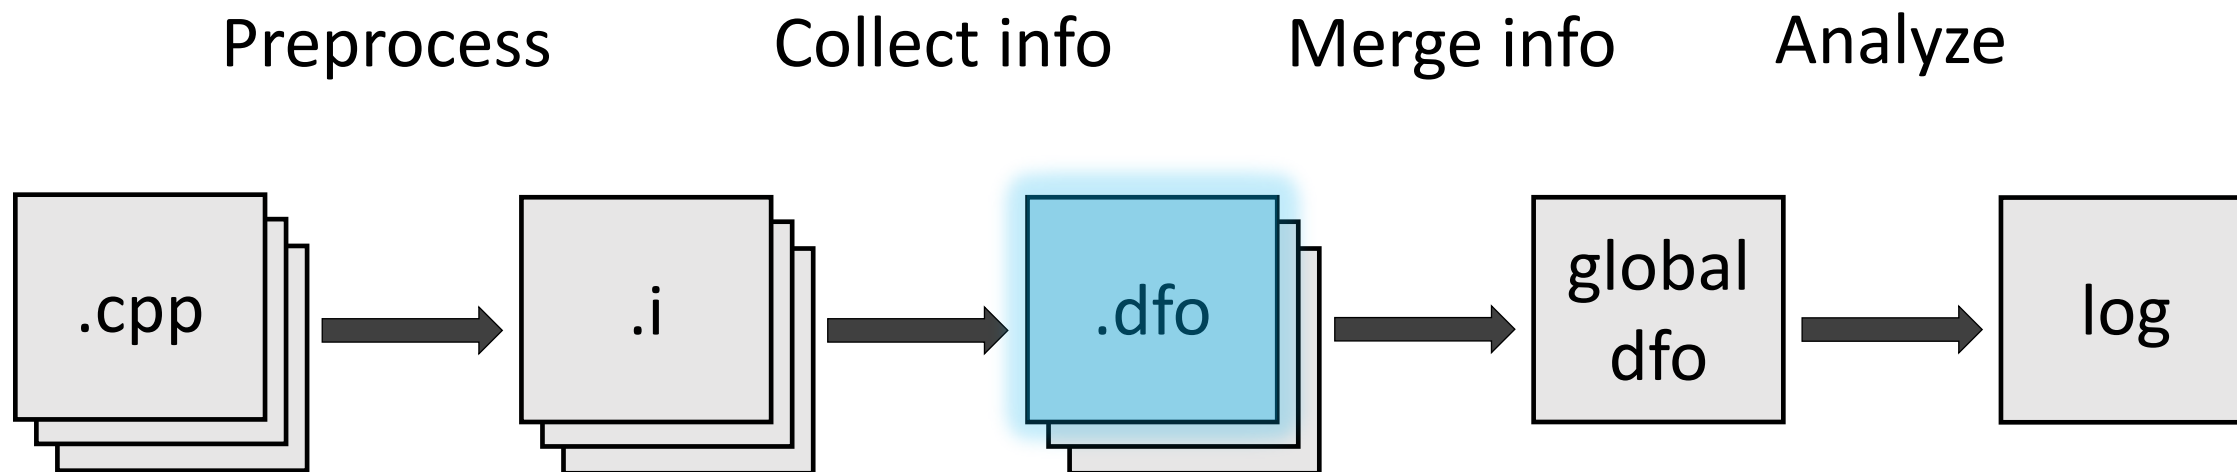 Preprocess
Collect info
Merge info
Analyze
.cpp
.i
.dfo
global
dfo
log